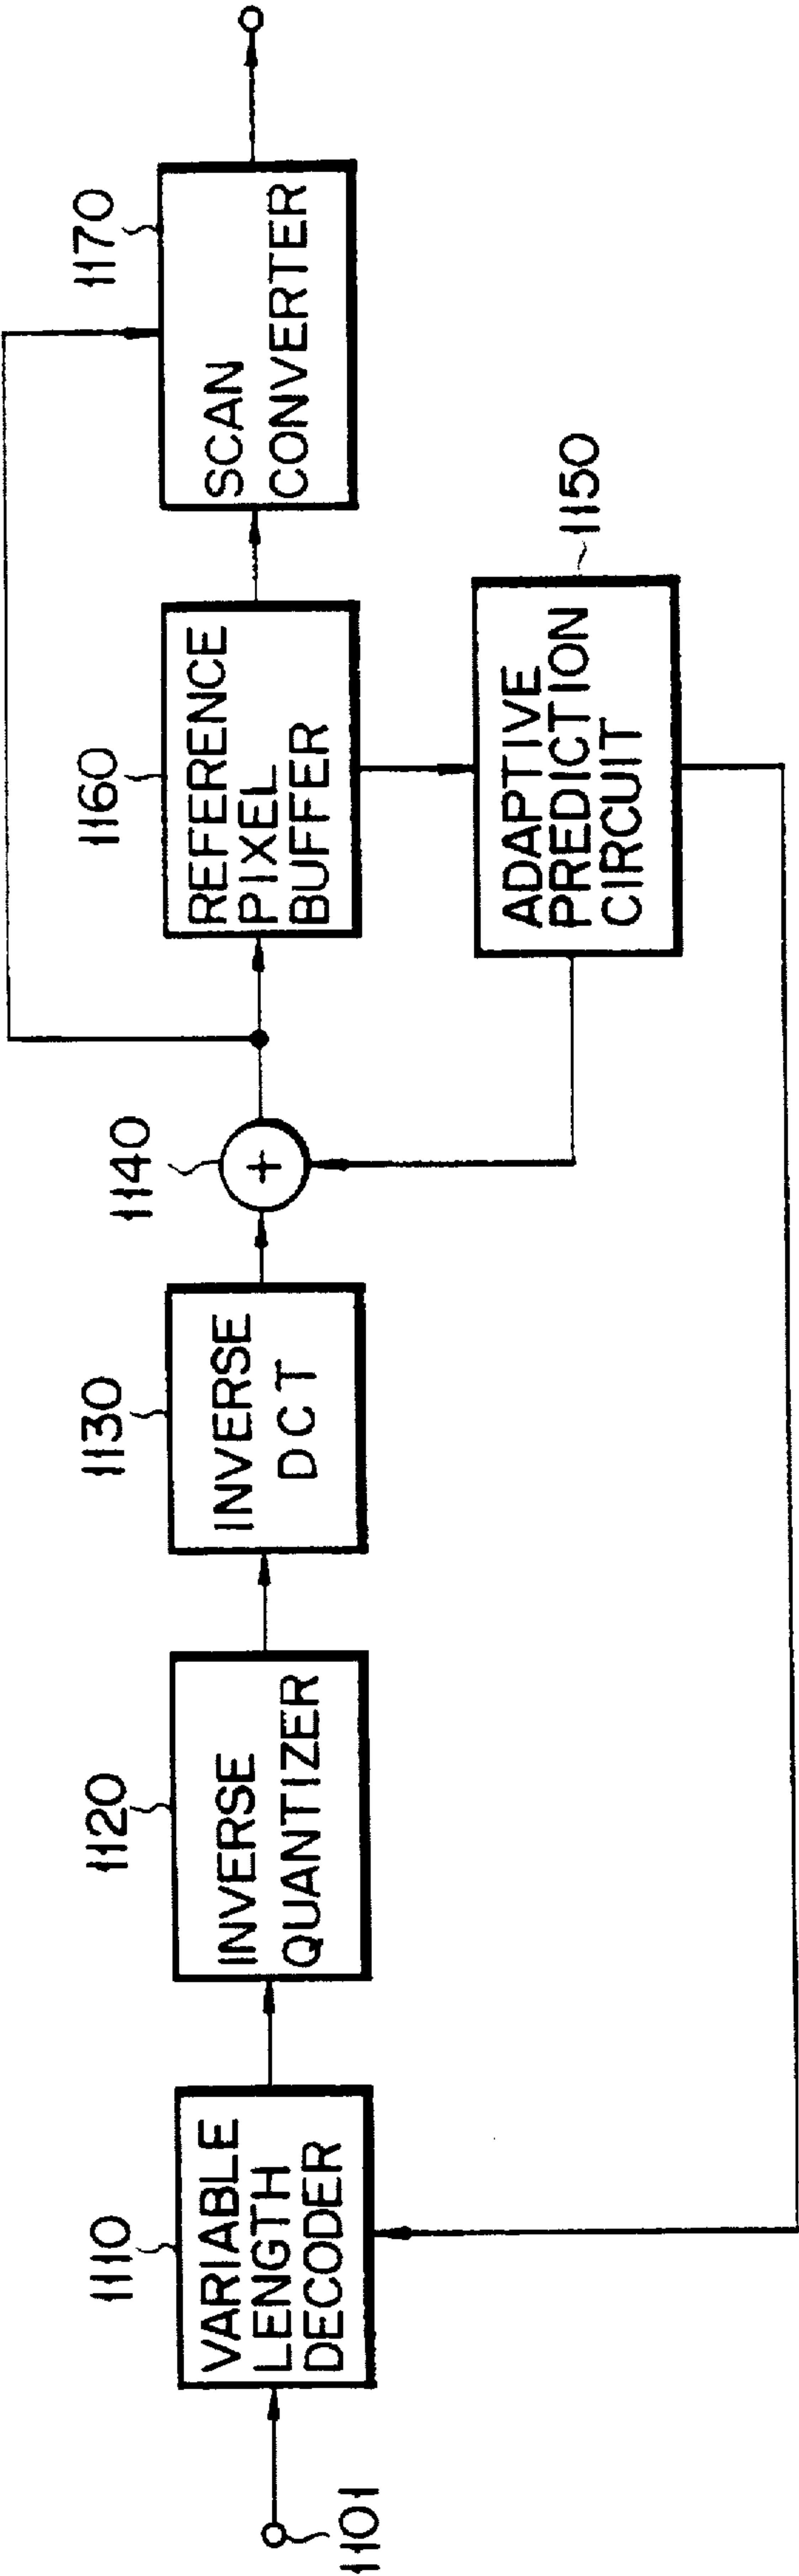 1101
1110
VARIABLE
LENGTH
DECODER
1120
INVERSE
QUANTIZER
1130
INVERSE
DCT
1140
+
1160
REFERENCE
PIXEL
BUFFER
1170
SCAN
CONVERTER
ADAPTIVE
PREDICTION
CIRCUIT
1150